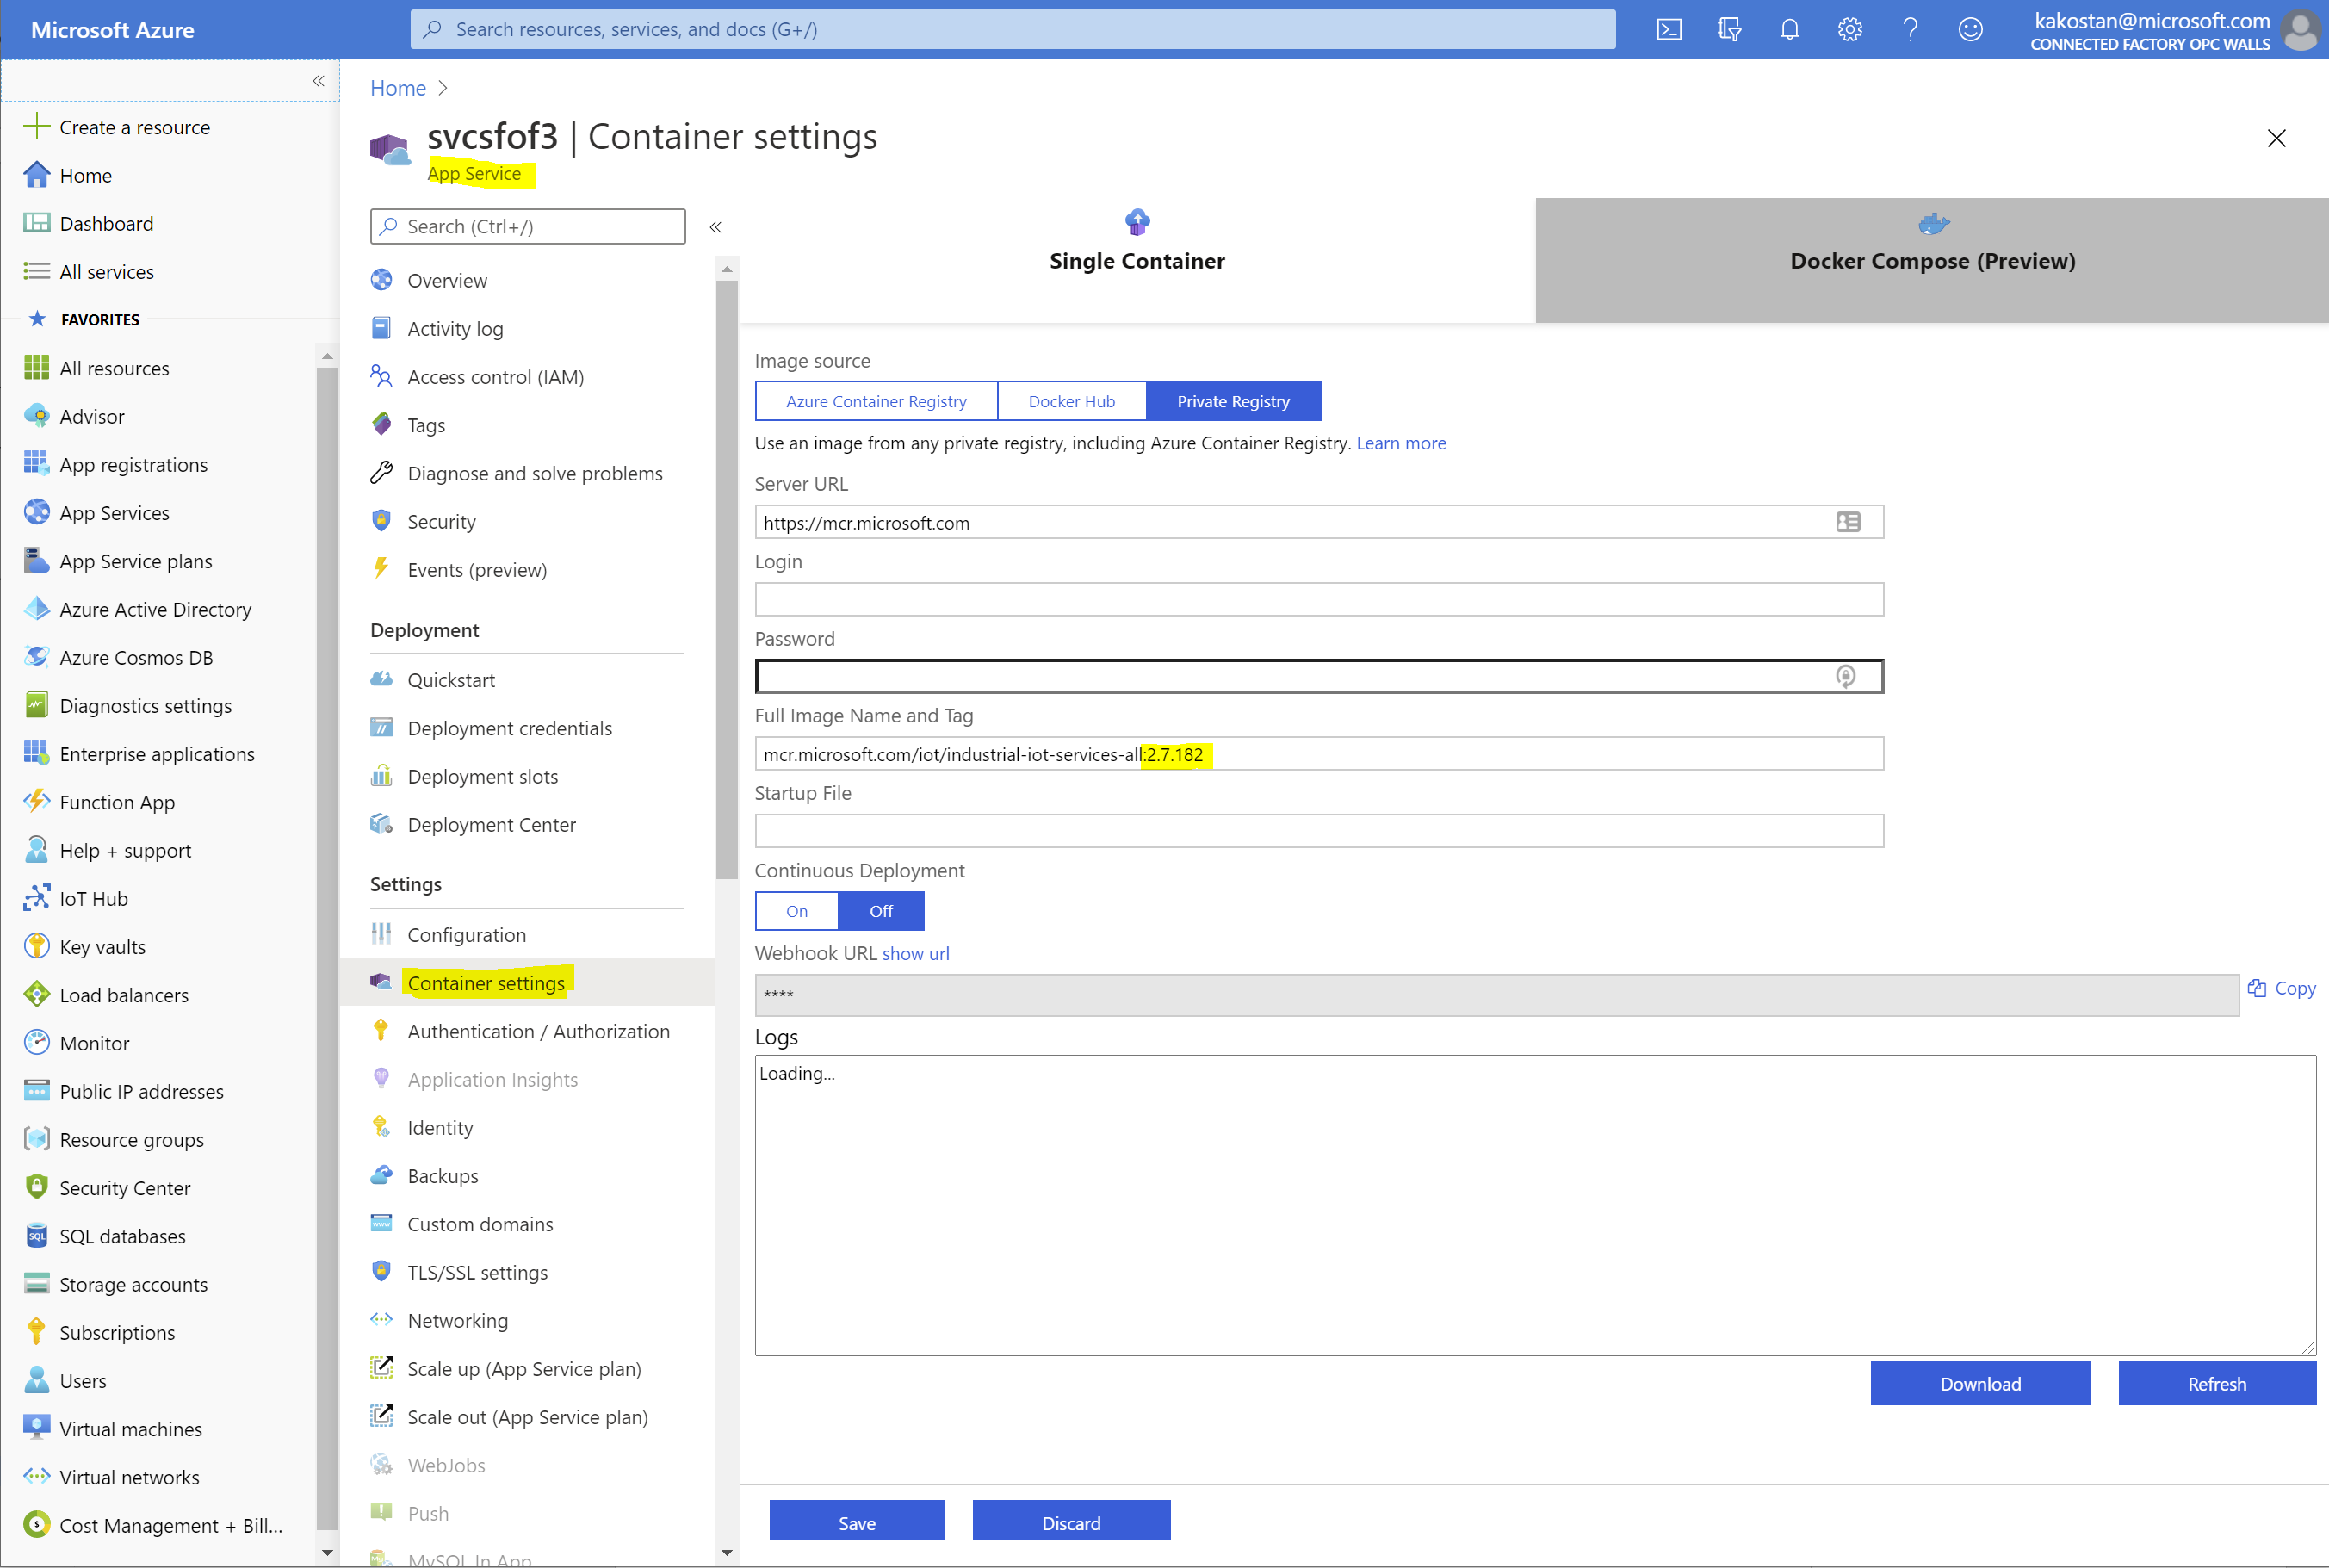 Microsoft Azure
Search resources, services, and docs (G+/)
kakostan@microsoft.com
CONNECTED FACTORY OPC WALLS
«
Create a resource
Home
Dashboard
All services
FAVORITES
All resources
Advisor
App registrations
App Services
App Service plans
Azure Active Directory
Azure Cosmos DB
Diagnostics settings
Enterprise applications
Function App
Help + support
IoT Hub
Key vaults
Load balancers
Monitor
Public IP addresses
Resource groups
Security Center
SQL databases
Storage accounts
Subscriptions
Users
Virtual machines
Virtual networks
Cost Management + Bill...
Home >
svcsfof3 | Container settings
App Service
Search (Ctrl+/)
«
Overview
Activity log
Access control (IAM)
Tags
Diagnose and solve problems
Security
Events (preview)
Deployment
Quickstart
Deployment credentials
Deployment slots
Deployment Center
Settings
Configuration
Container settings
Authentication / Authorization
Application Insights
Identity
Backups
Custom domains
TLS/SSL settings
Networking
Scale up (App Service plan)
Scale out (App Service plan)
WebJobs
Push
MySQL In App
Single Container
Docker Compose (Preview)
Image source
Azure Container Registry
Docker Hub
Private Registry
Use an image from any private registry, including Azure Container Registry. Learn more
Server URL
https://mcr.microsoft.com
Login
Password
Full Image Name and Tag
mcr.microsoft.com/iot/industrial-iot-services-all:2.7.182
Startup File
Continuous Deployment
On
Off
Webhook URL show url
****
Copy
Logs
Loading...
Download
Refresh
Save
Discard